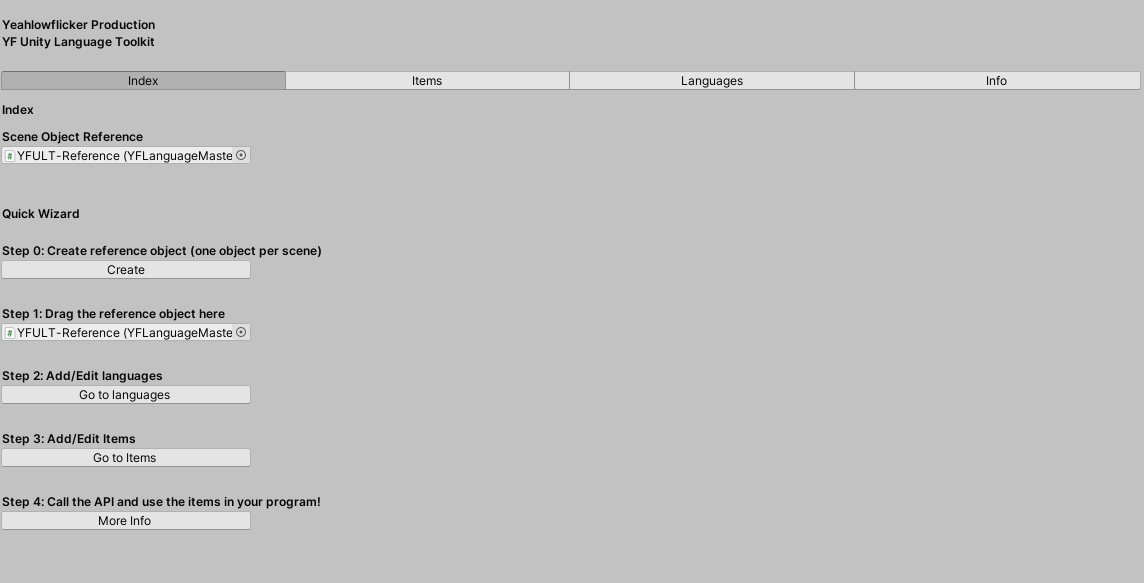 Yeahlowflicker Production
YF Unity Language Toolkit
Index Items Languages Info
Index
Scene Object Reference
# YFULT-Reference (YFLanguageMaste
Quick Wizard
Step 0: Create reference object (one object per scene)
Create
Step 1: Drag the reference object here
# YFULT-Reference (YFLanguageMaste
Step 2: Add/Edit languages
Go to languages
Step 3: Add/Edit Items
Go to Items
Step 4: Call the API and use the items in your program!
More Info